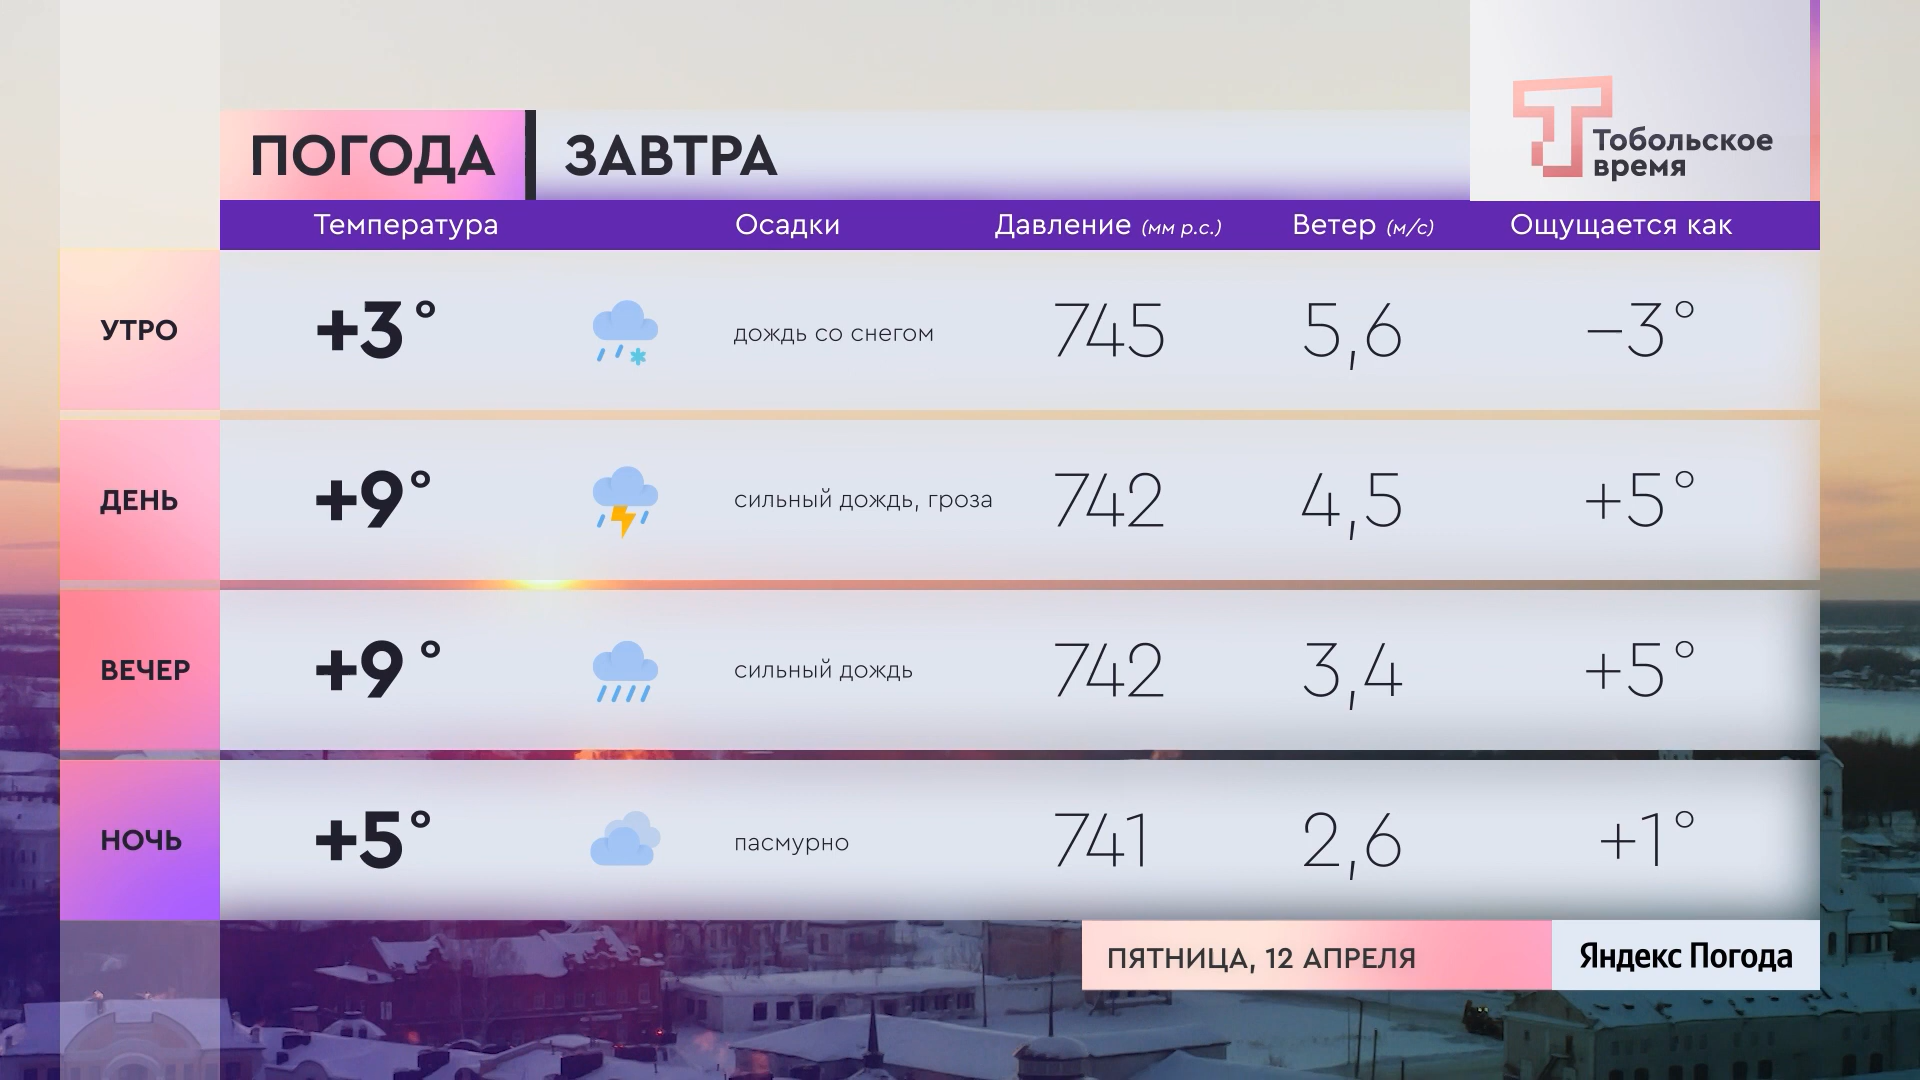 ПОГОДА ЗАВТРА
Тобольское
время
Температура Осадки Давление (мм р.с.) Ветер (м/с) Ощущается как
УТРО +3° дождь со снегом 745 5,6 −3°
ДЕНЬ +9° сильный дождь, гроза 742 4,5 +5°
ВЕЧЕР +9° сильный дождь 742 3,4 +5°
НОЧЬ +5° пасмурно 741 2,6 +1°
ПЯТНИЦА, 12 АПРЕЛЯ Яндекс Погода